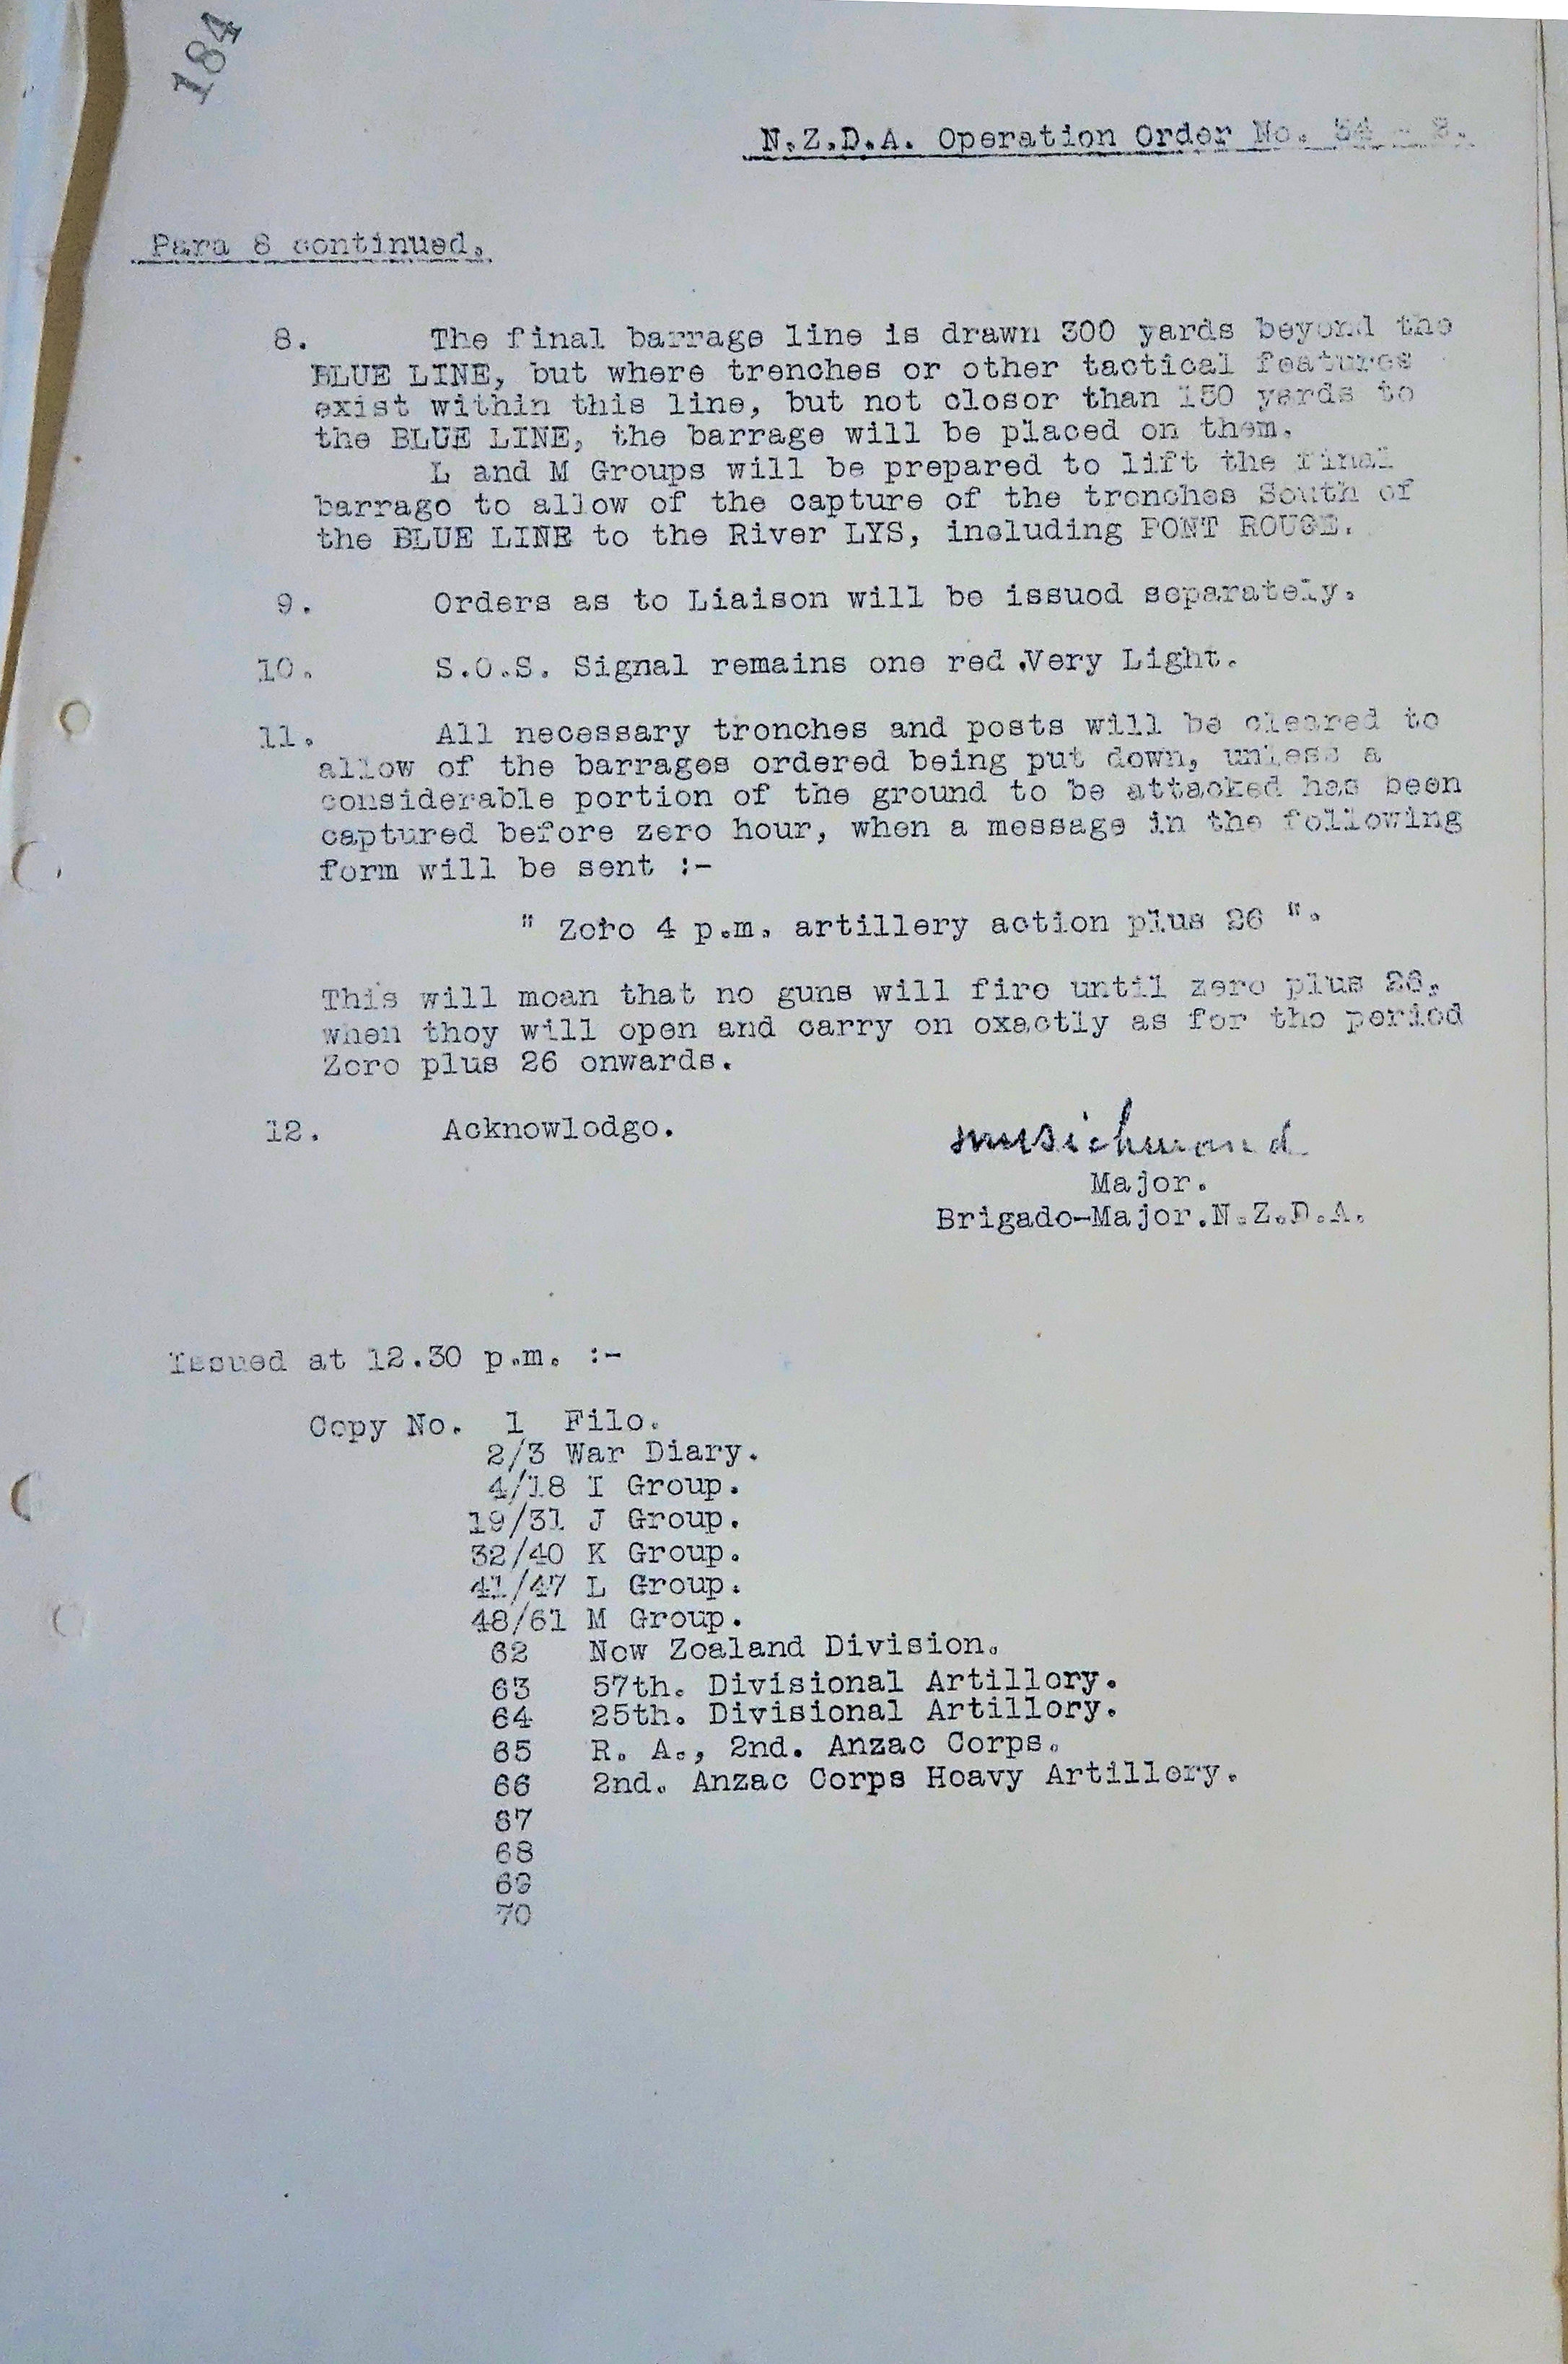 184
N.Z.D.A. Operation Order No.
Para 8 continued.
8. The final barrage line is drawn 300 yards beyond the
BLUE LINE, but where trenches or other tactical features
exist within this line, but not closor than 150 yards to
the BLUE LINE, the barrage will be placed on them.
L and M Groups will be prepared to lift the final
barrago to allow of the capture of the tronches South of
the BLUE LINE to the River LYS, including PONT ROUGE.
9. Orders as to Liaison will be issuod soparately.
10. S.O.S. Signal remains one red Very Light.
11. All necessary tronches and posts will be cleared to
allow of the barrages ordered being put down, unless a
considerable portion of the ground to be attacked has been
captured before zero hour, when a message in the following
form will be sent :-
" Zoro 4 p.m. artillery action plus 26 ".
This will moan that no guns will firo until zero plus 26,
when thoy will open and carry on oxactly as for tho period
Zoro plus 26 onwards.
12. Acknowlodgo.
Major.
Brigado-Major.N.Z.D.A.
Issued at 12.30 p.m. :-
Copy No. 1 Filo.
2/3 War Diary.
4/18 I Group.
19/31 J Group.
32/40 K Group.
41/47 L Group.
48/61 M Group.
62 Now Zoaland Division.
63 57th. Divisional Artillory.
64 25th. Divisional Artillory.
65 R. A., 2nd. Anzac Corps.
66 2nd. Anzac Corps Hoavy Artillery.
67
68
69
70